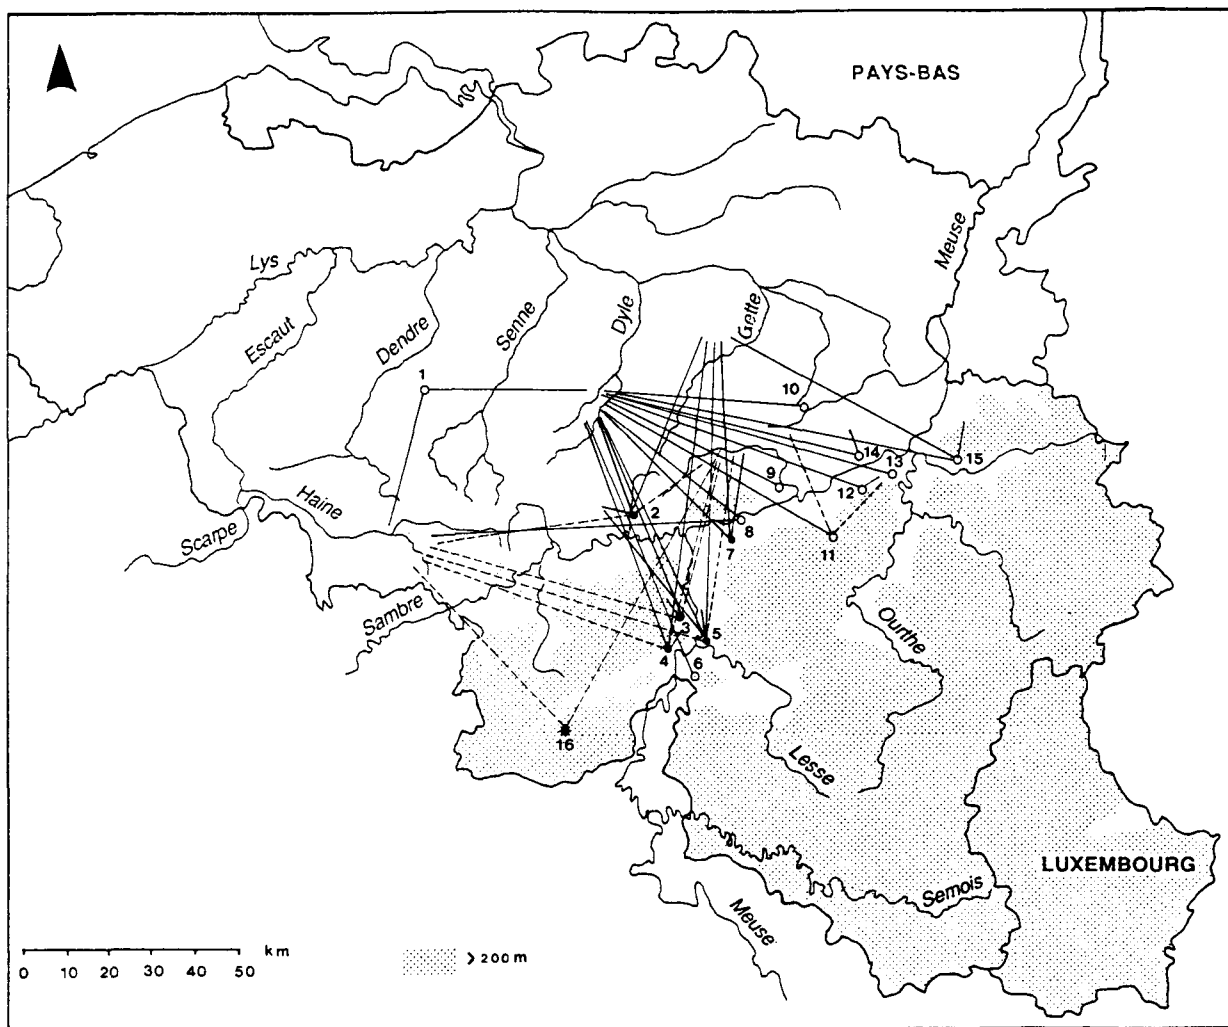 PAYS-BAS
Meuse
Lys
Escaut
Dendre
Senne
Dyle
Gette
1
10
14
13
15
9
12
Haine
2
8
Scarpe
7
11
Sambre
3
5
Ourthe
4
6
16
Lesse
LUXEMBOURG
Semois
Meuse
km
0 10 20 30 50
> 200 m